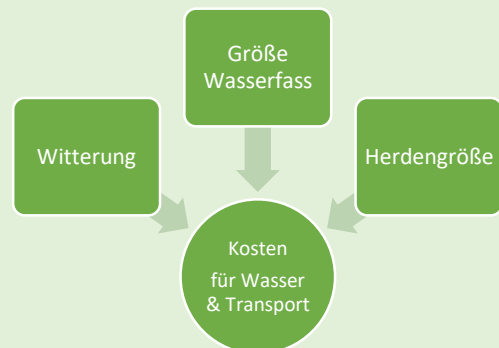 Größe
Wasserfass
Witterung
Herdengröße
Kosten
für Wasser
& Transport